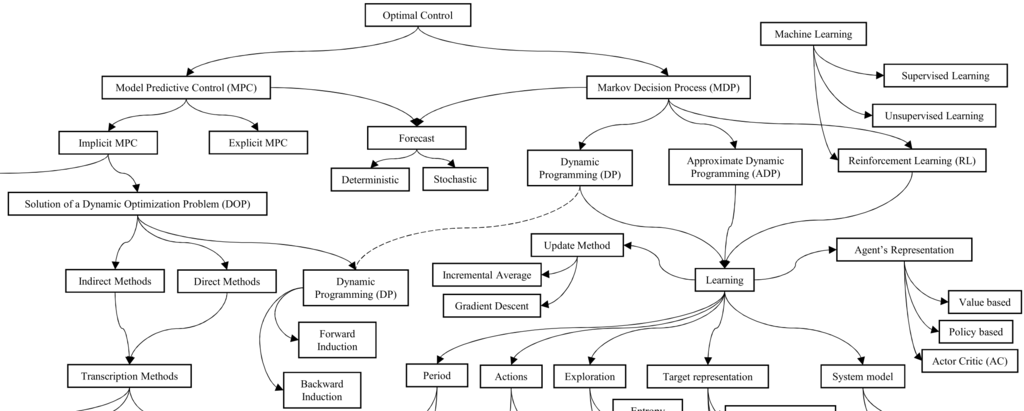 Optimal Control
Machine Learning
Supervised Learning
Model Predictive Control (MPC)
Markov Decision Process (MDP)
Unsupervised Learning
Implicit MPC
Explicit MPC
Forecast
Dynamic
Programming (DP)
Approximate Dynamic
Programming (ADP)
Reinforcement Learning (RL)
Deterministic
Stochastic
Solution of a Dynamic Optimization Problem (DOP)
Update Method
Agent's Representation
Incremental Average
Learning
Indirect Methods
Direct Methods
Dynamic
Programming (DP)
Gradient Descent
Value based
Policy based
Forward
Induction
Actor Critic (AC)
Transcription Methods
Period
Actions
Exploration
Target representation
System model
Backward
Induction
Entropy